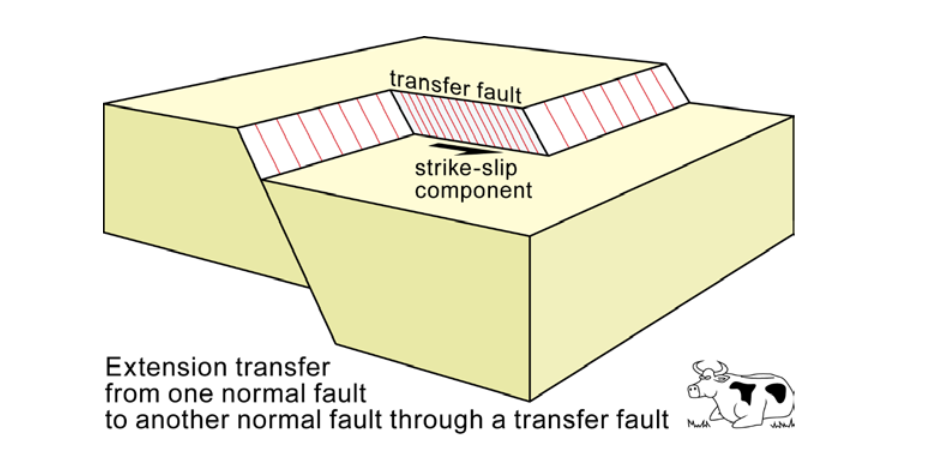 transfer fault
strike-slip
component
Extension transfer
from one normal fault
to another normal fault through a transfer fault